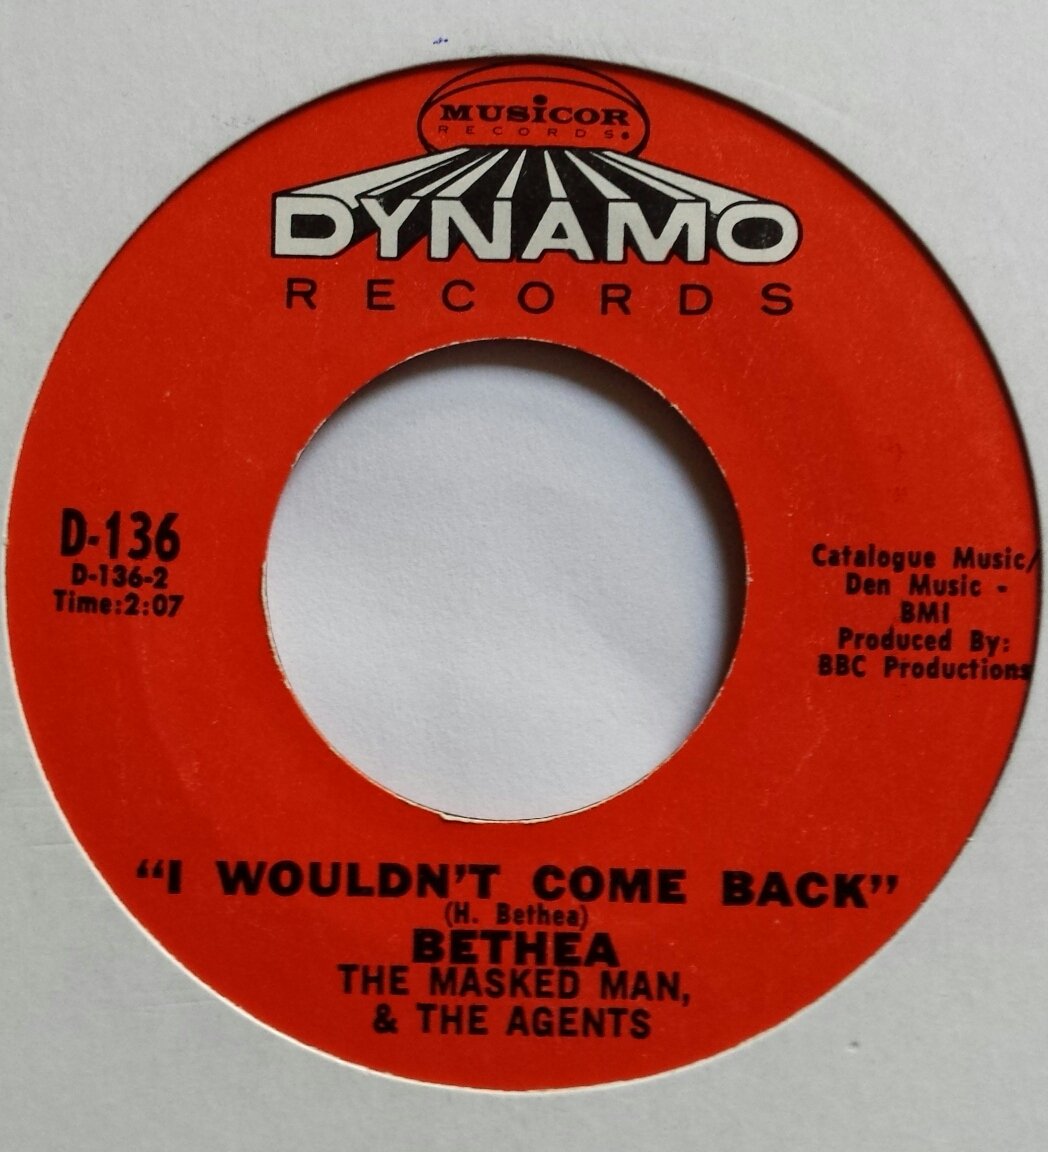 MUSiCOR
RECORDS
DYNAMO
RECORDS
D-136
D-136-2
Time:2:07
Catalogue Music/
Den Music -
BMI
Produced By:
BBC Productions
“I WOULDN'T COME BACK”
(H. Bethea)
BETHEA
THE MASKED MAN,
& THE AGENTS